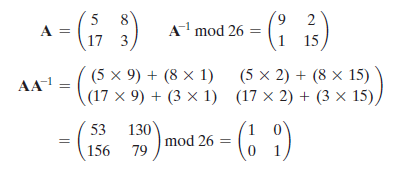 A = ( 5 8 17 3 ) A⁻¹ mod 26 = ( 9 2 1 15 )
AA⁻¹ = ( (5 × 9) + (8 × 1) (5 × 2) + (8 × 15)
(17 × 9) + (3 × 1) (17 × 2) + (3 × 15) )
= ( 53 130 156 79 ) mod 26 = ( 1 0 0 1 )